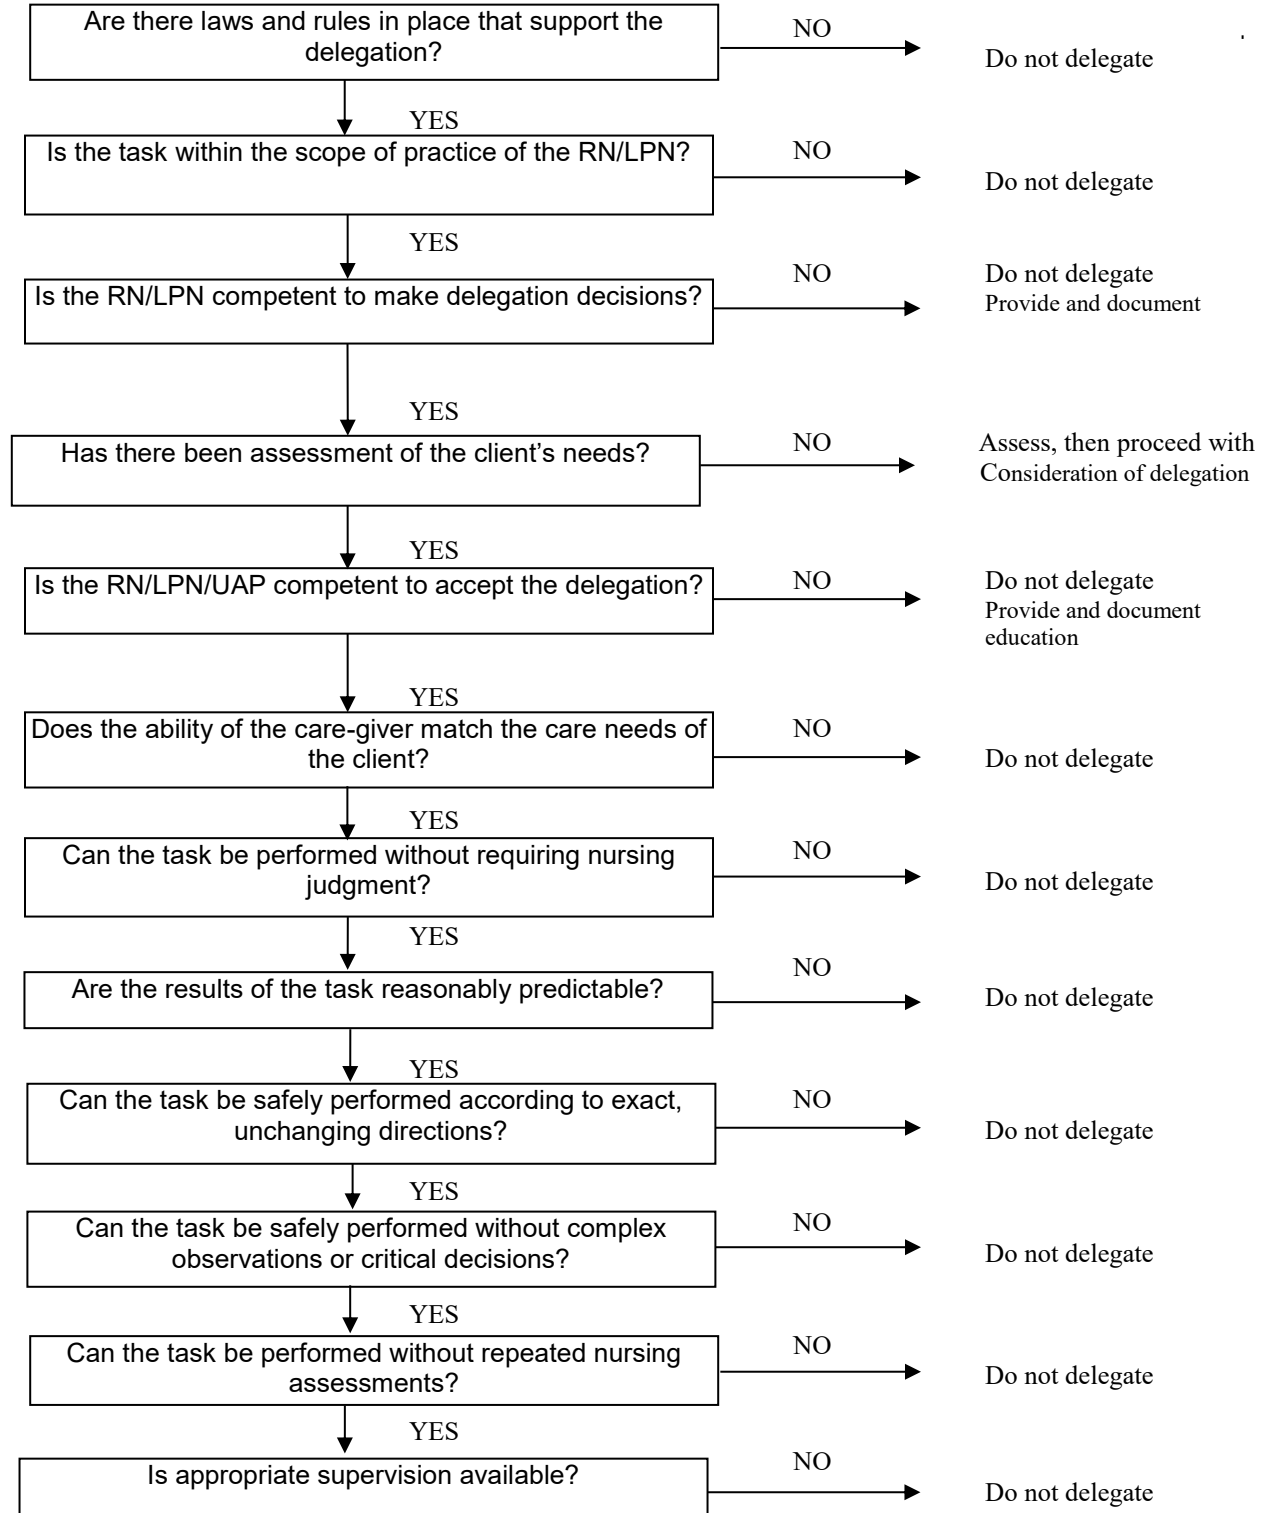 Are there laws and rules in place that support the
delegation?
NO
Do not delegate
YES
Is the task within the scope of practice of the RN/LPN?
NO
Do not delegate
YES
Is the RN/LPN competent to make delegation decisions?
NO
Do not delegate
Provide and document
YES
Has there been assessment of the client’s needs?
NO
Assess, then proceed with
Consideration of delegation
YES
Is the RN/LPN/UAP competent to accept the delegation?
NO
Do not delegate
Provide and document
education
YES
Does the ability of the care-giver match the care needs of
the client?
NO
Do not delegate
YES
Can the task be performed without requiring nursing
judgment?
NO
Do not delegate
YES
Are the results of the task reasonably predictable?
NO
Do not delegate
YES
Can the task be safely performed according to exact,
unchanging directions?
NO
Do not delegate
YES
Can the task be safely performed without complex
observations or critical decisions?
NO
Do not delegate
YES
Can the task be performed without repeated nursing
assessments?
NO
Do not delegate
YES
Is appropriate supervision available?
NO
Do not delegate